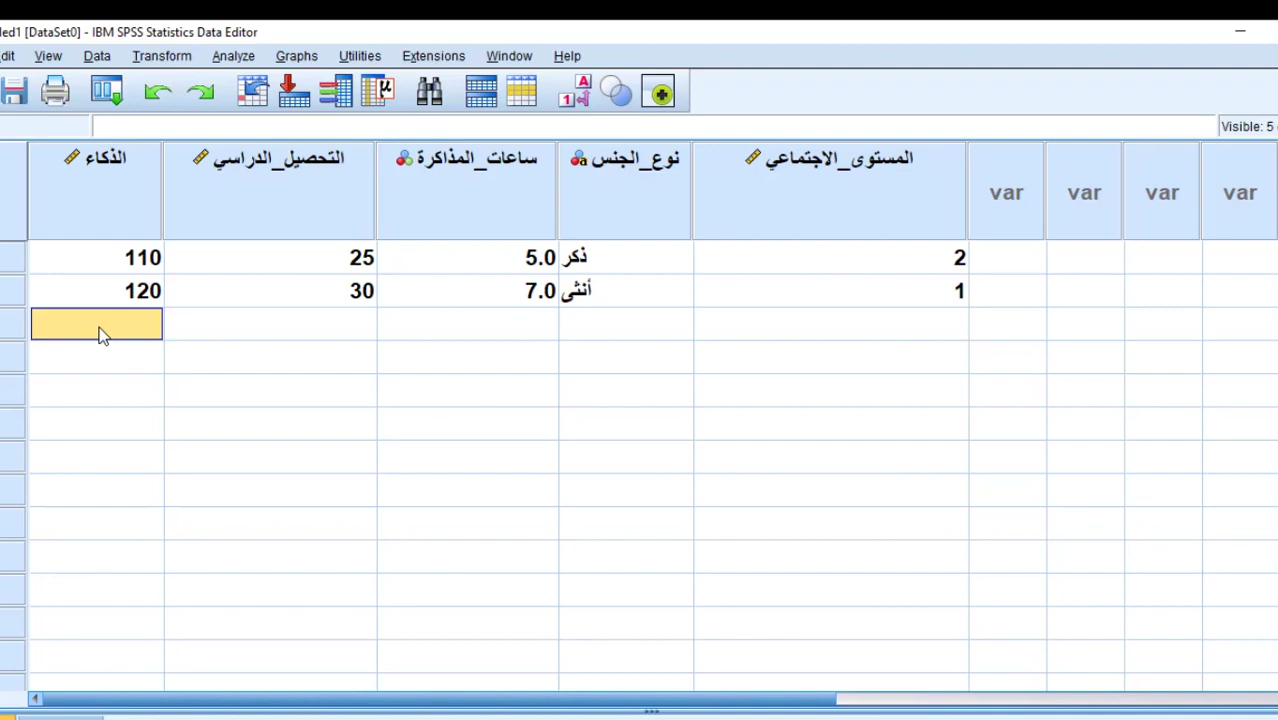 led1 [DataSet0] - IBM SPSS Statistics Data Editor
dit View Data Transform Analyze Graphs Utilities Extensions Window Help
Visible: 5
الذكاء التحصيل_الدراسي ساعات_المذاكرة نوع_الجنس المستوى_الاجتماعي var var var var
110 25 5.0 ذكر 2
120 30 7.0 أنثى 1